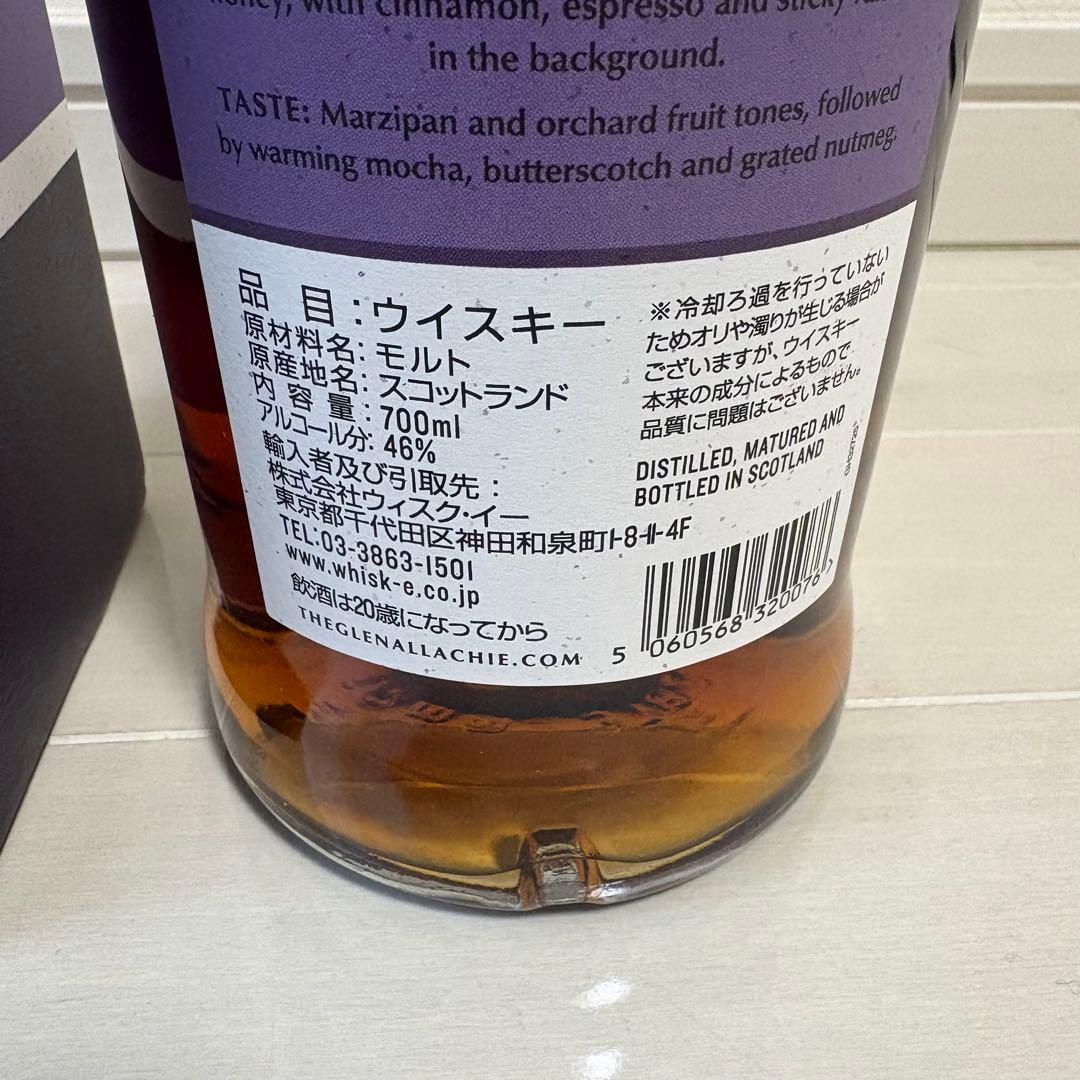 honey, with cinnamon, espresso and sticky
in the background.
TASTE: Marzipan and orchard fruit tones, followed
by warming mocha, butterscotch and grated nutmeg.
品 目:ウイスキー
原材料名:モルト
原産地名:スコットランド
内容量:700ml
アルコール分:46%
輸入者及び引取先:
株式会社ウィスク・イー
東京都千代田区神田和泉町1-8-11-4F
TEL:03-3863-1501
www.whisk-e.co.jp
飲酒は20歳になってから
THEGLENALLACHIE.COM
※冷却ろ過を行っていない
ためオリや濁りが生じる場合が
ございますが、ウイスキー
本来の成分によるもので
品質に問題はございません。
DISTILLED, MATURED AND
BOTTLED IN SCOTLAND
5 060568 320076 >